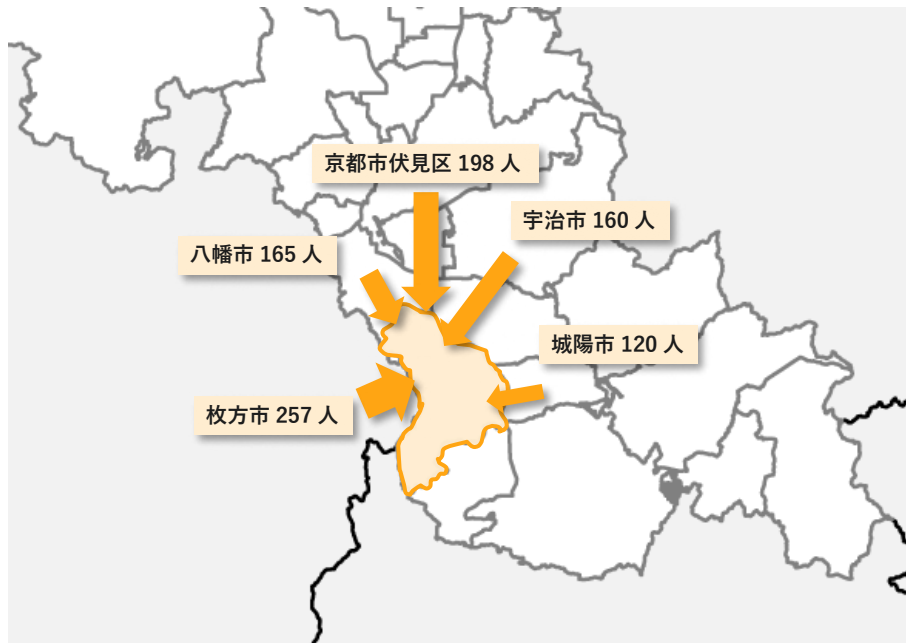 京都市伏見区 198 人
宇治市 160 人
八幡市 165 人
城陽市 120 人
枚方市 257 人